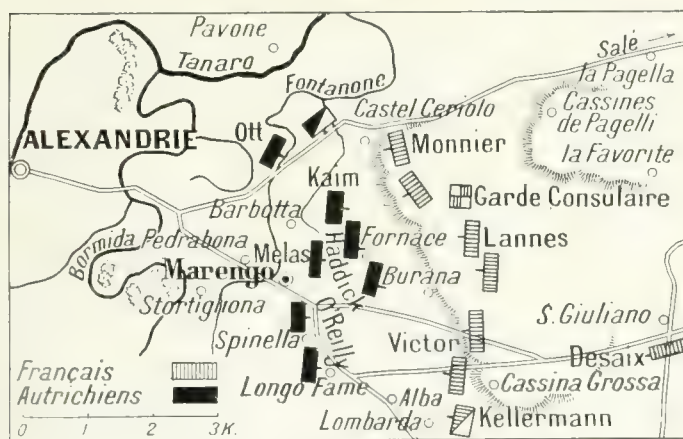 Pavone
Tanaro
Salé
la Pagella
Fontanone
Castel Ceriolo
Cassines
de Pagelli
ALEXANDRIE
Ott
Monnier
la Favorite
Kaim
Garde Consulaire
Barbotta
Bormida
Pedrabona
Fornace
Lannes
Melas
Haddick
Marengo
Burana
Stortigliona
O'Reilly
S. Giuliano
Spinella
Victor
Desaix
Français
Autrichiens
Longo Fame
Alba
Cassina Grossa
Lombarda
Kellermann
0 1 2 3 K.